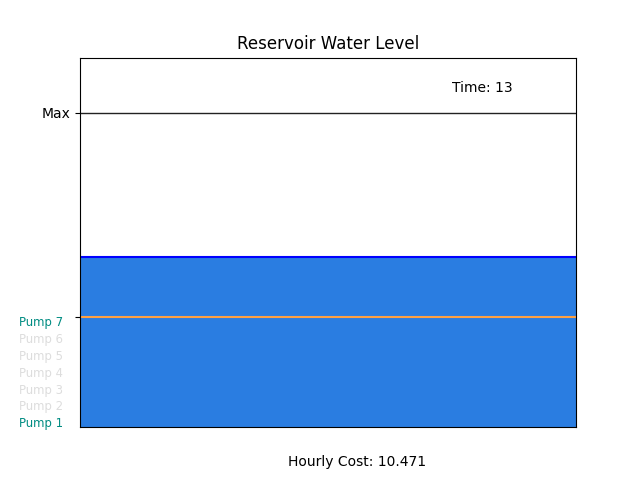 Reservoir Water Level
Time: 13
Max
Pump 7
Pump 6
Pump 5
Pump 4
Pump 3
Pump 2
Pump 1
Hourly Cost: 10.471